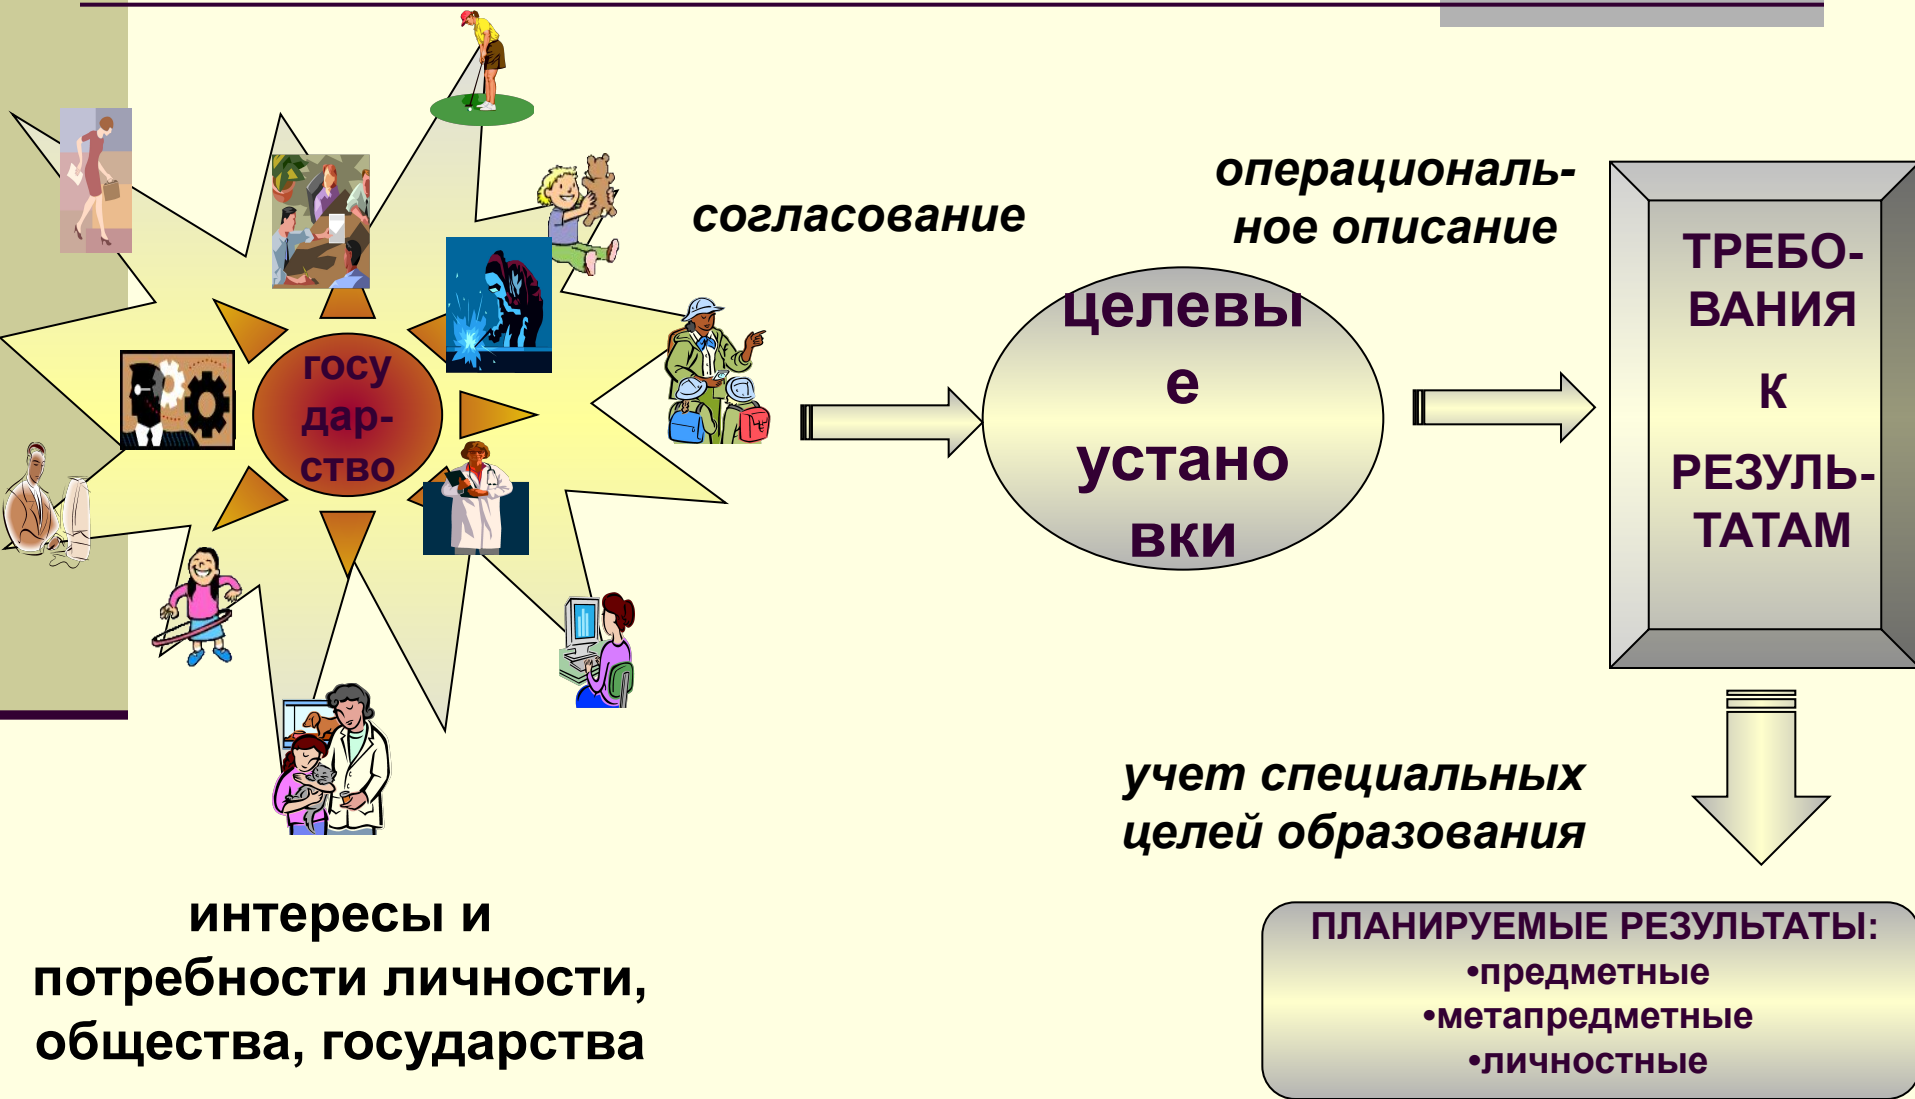 госу
дар-
ство
интересы и
потребности личности,
общества, государства
согласование
целевы
е
устано
вки
операциональ-
ное описание
ТРЕБО-
ВАНИЯ
К
РЕЗУЛЬ-
ТАТАМ
учет специальных
целей образования
ПЛАНИРУЕМЫЕ РЕЗУЛЬТАТЫ:
•предметные
•метапредметные
•личностные